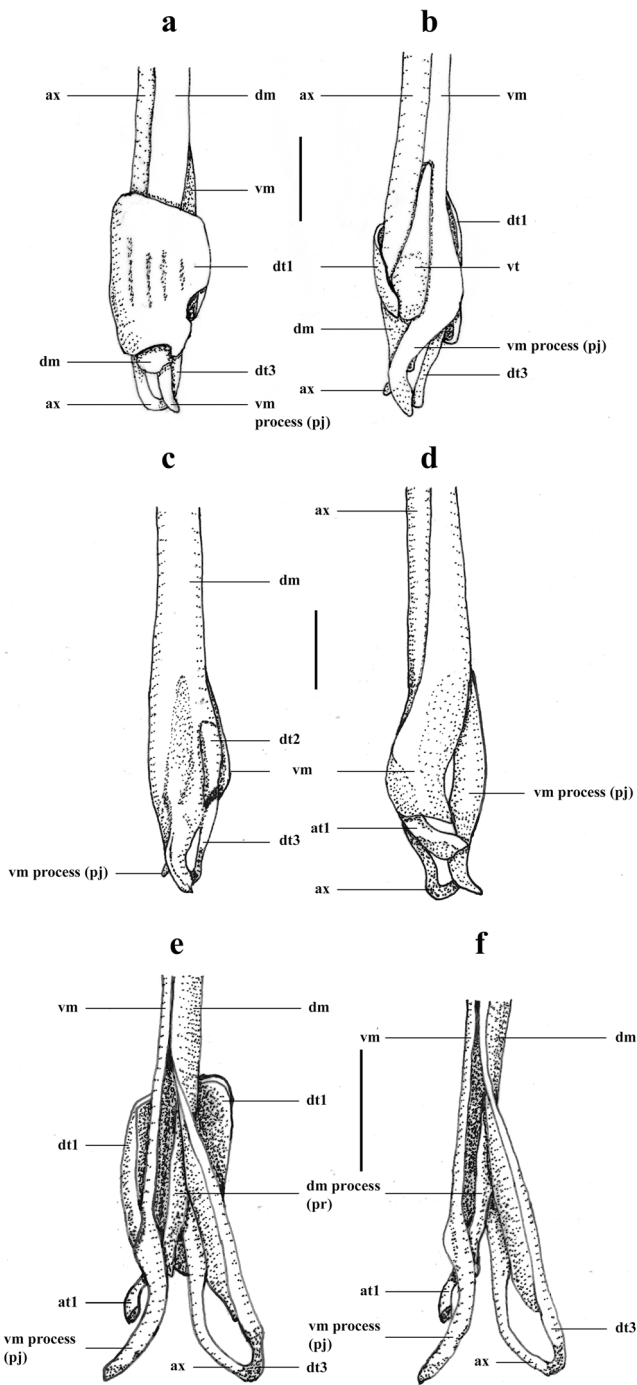 a
b
ax
dm
ax
vm
vm
dt1
dt1
vt
dm
dm
vm process (pj)
dt3
ax
dt3
ax
vm
process (pj)
c
d
ax
dm
dt2
vm
vm process (pj)
at1
dt3
vm process (pj)
ax
e
f
vm
dm
vm
dm
dt1
dt1
dm process
(pr)
at1
at1
vm process
(pj)
vm process
(pj)
dt3
ax
dt3
ax